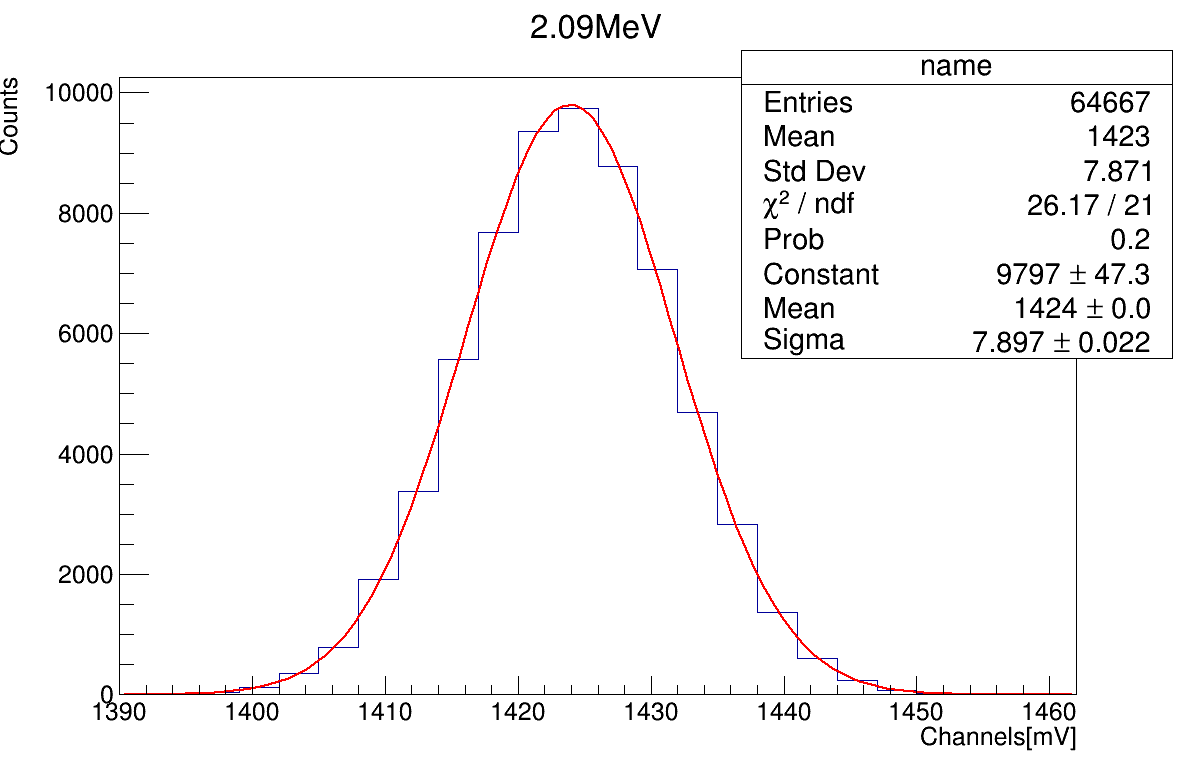 2.09MeV
Counts
name
Entries 64667
Mean 1423
Std Dev 7.871
χ² / ndf 26.17 / 21
Prob 0.2
Constant 9797 ± 47.3
Mean 1424 ± 0.0
Sigma 7.897 ± 0.022
10000
8000
6000
4000
2000
0
1390 1400 1410 1420 1430 1440 1450 1460
Channels[mV]